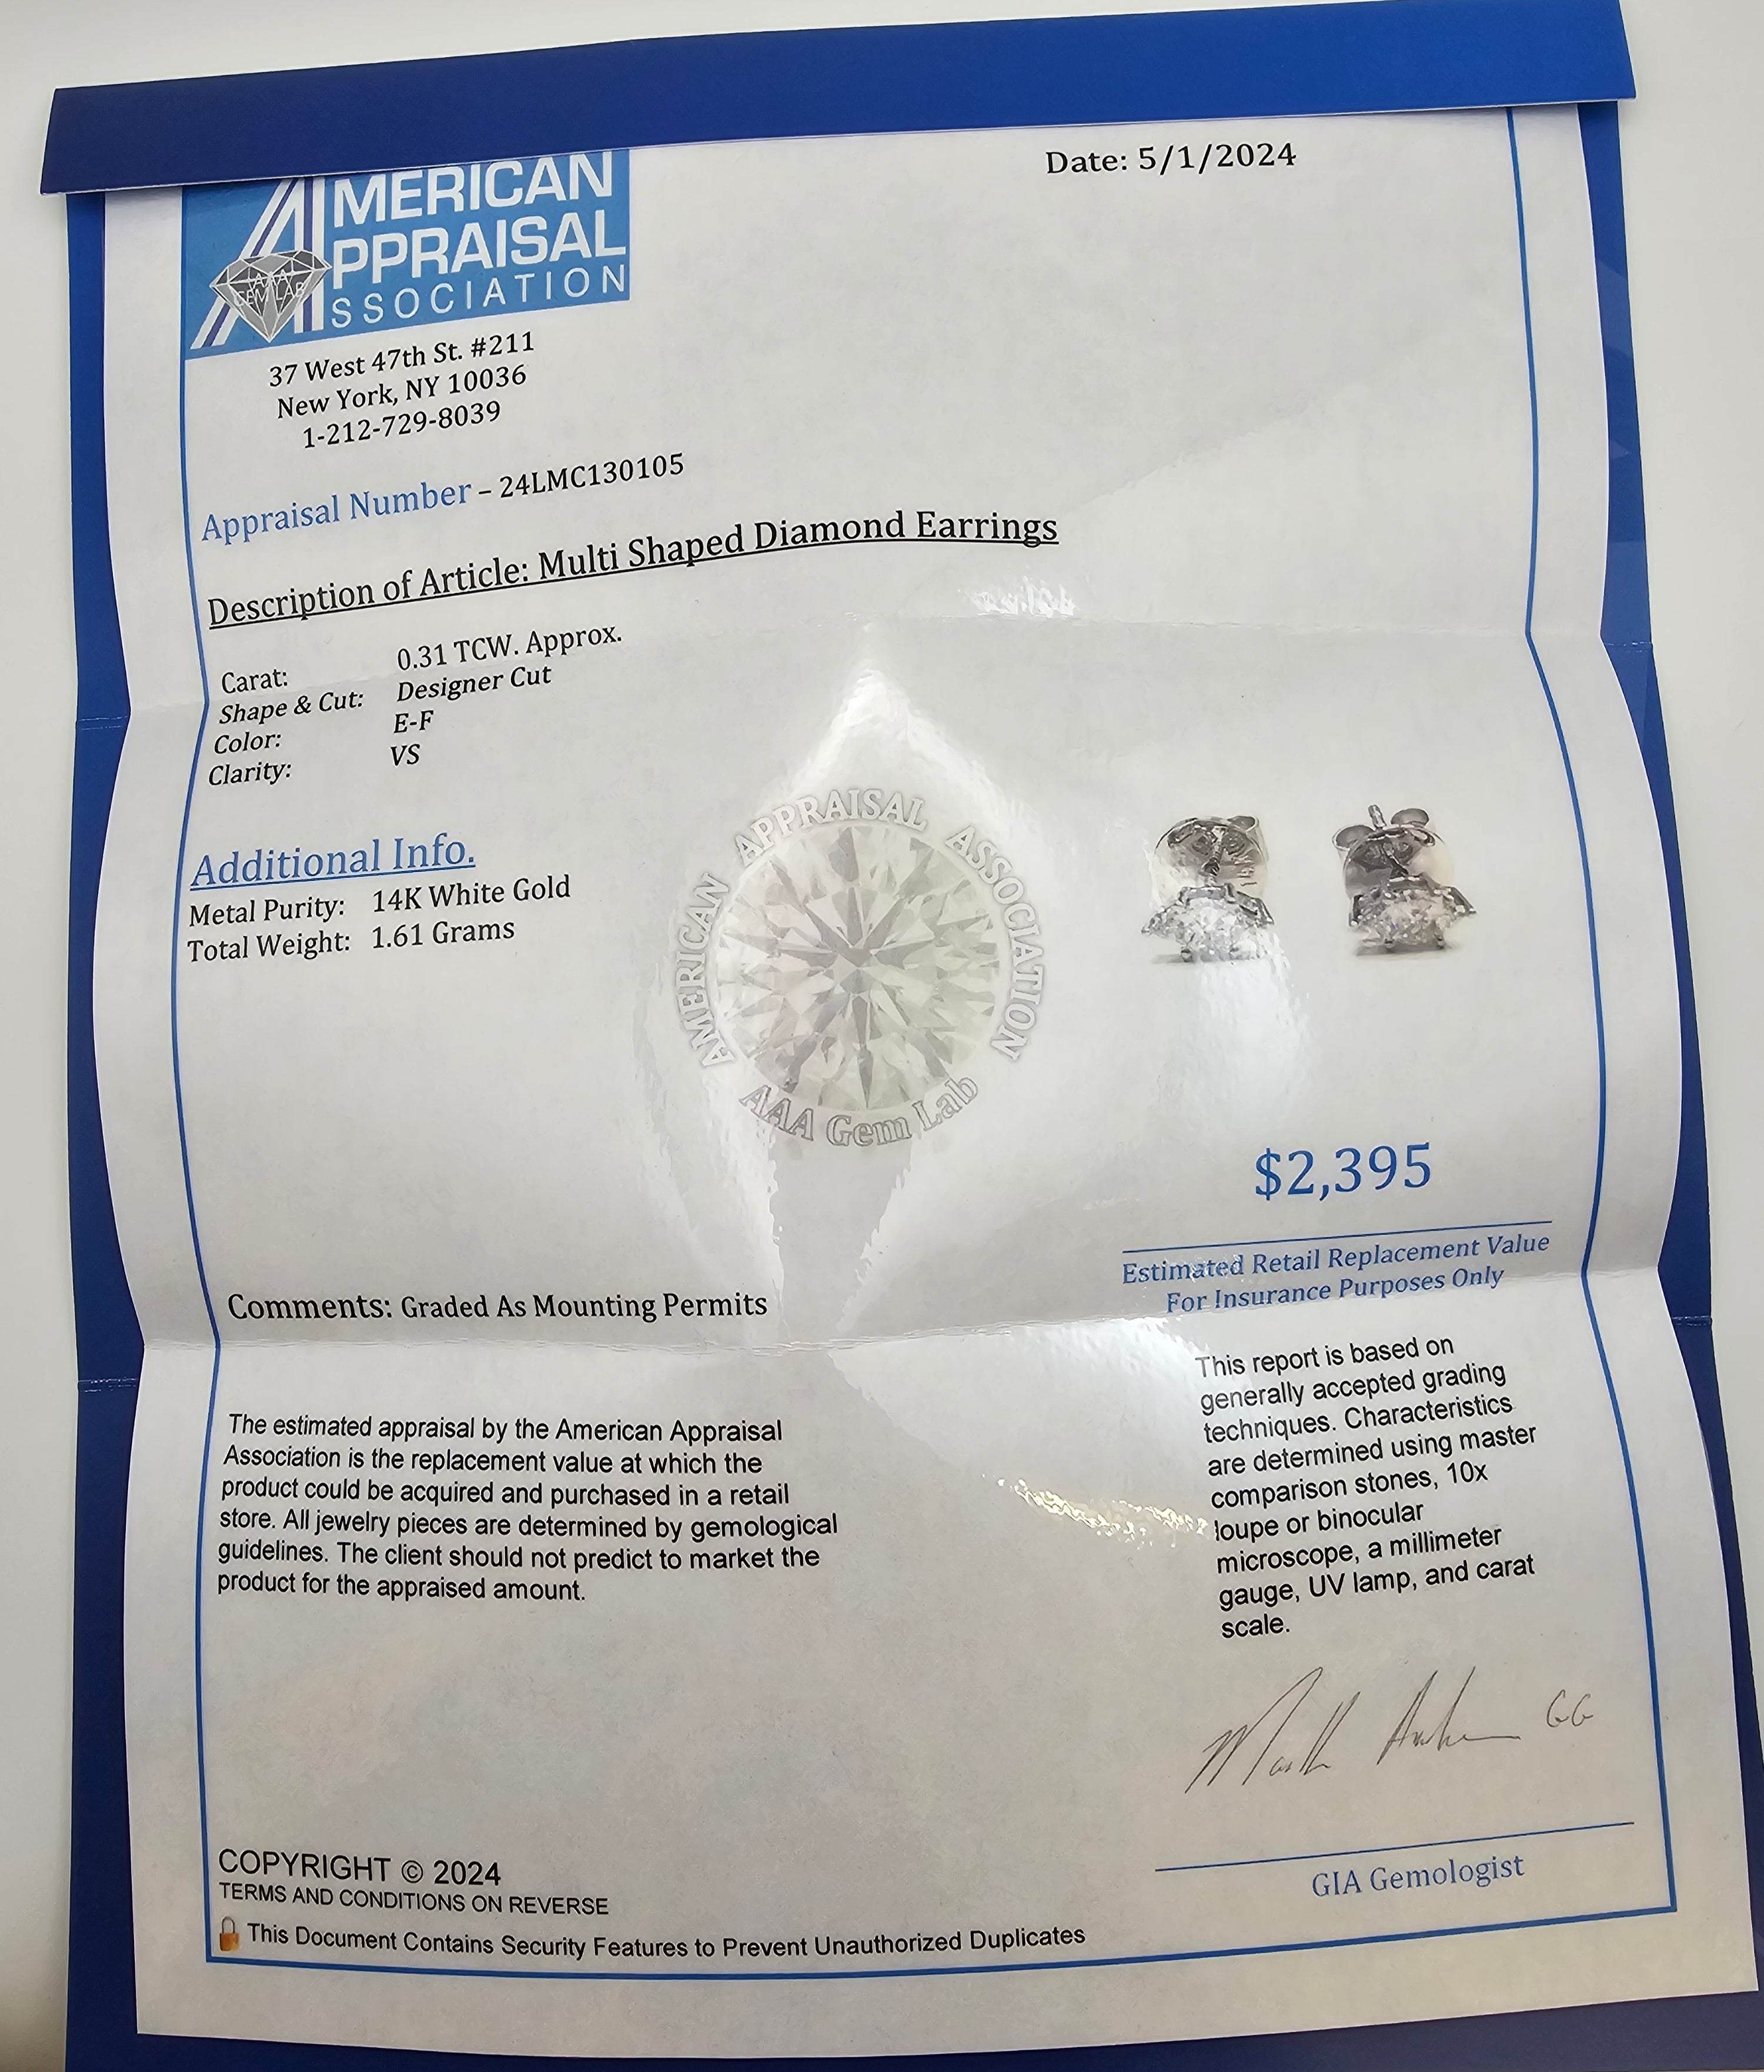 AMERICAN
APPRAISAL
ASSOCIATION
AAA
GEM LAB
Date: 5/1/2024
37 West 47th St. #211
New York, NY 10036
1-212-729-8039
Appraisal Number – 24LMC130105
Description of Article: Multi Shaped Diamond Earrings
Carat: 0.31 TCW. Approx.
Shape & Cut: Designer Cut
Color: E-F
Clarity: VS
Additional Info.
Metal Purity: 14K White Gold
Total Weight: 1.61 Grams
AMERICAN APPRAISAL ASSOCIATION
AAA Gem Lab
$2,395
Estimated Retail Replacement Value
For Insurance Purposes Only
Comments: Graded As Mounting Permits
The estimated appraisal by the American Appraisal
Association is the replacement value at which the
product could be acquired and purchased in a retail
store. All jewelry pieces are determined by gemological
guidelines. The client should not predict to market the
product for the appraised amount.
This report is based on
generally accepted grading
techniques. Characteristics
are determined using master
comparison stones, 10x
loupe or binocular
microscope, a millimeter
gauge, UV lamp, and carat
scale.
GG
GIA Gemologist
COPYRIGHT © 2024
TERMS AND CONDITIONS ON REVERSE
This Document Contains Security Features to Prevent Unauthorized Duplicates